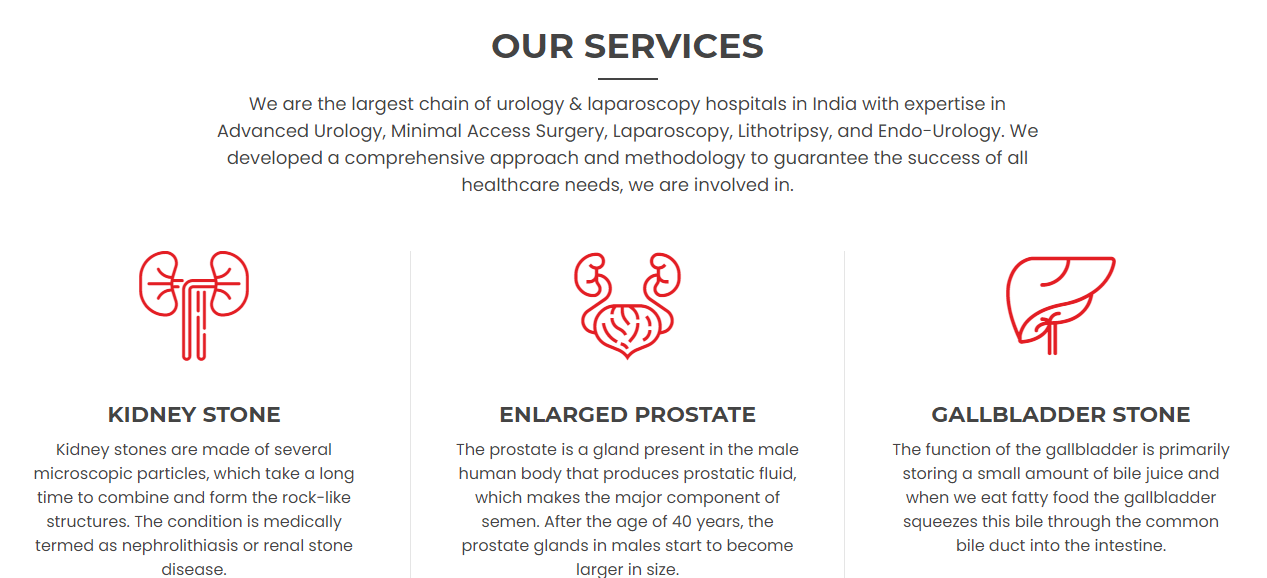 OUR SERVICES
We are the largest chain of urology & laparoscopy hospitals in India with expertise in
Advanced Urology, Minimal Access Surgery, Laparoscopy, Lithotripsy, and Endo-Urology. We
developed a comprehensive approach and methodology to guarantee the success of all
healthcare needs, we are involved in.
KIDNEY STONE
Kidney stones are made of several
microscopic particles, which take a long
time to combine and form the rock-like
structures. The condition is medically
termed as nephrolithiasis or renal stone
disease.
ENLARGED PROSTATE
The prostate is a gland present in the male
human body that produces prostatic fluid,
which makes the major component of
semen. After the age of 40 years, the
prostate glands in males start to become
larger in size.
GALLBLADDER STONE
The function of the gallbladder is primarily
storing a small amount of bile juice and
when we eat fatty food the gallbladder
squeezes this bile through the common
bile duct into the intestine.